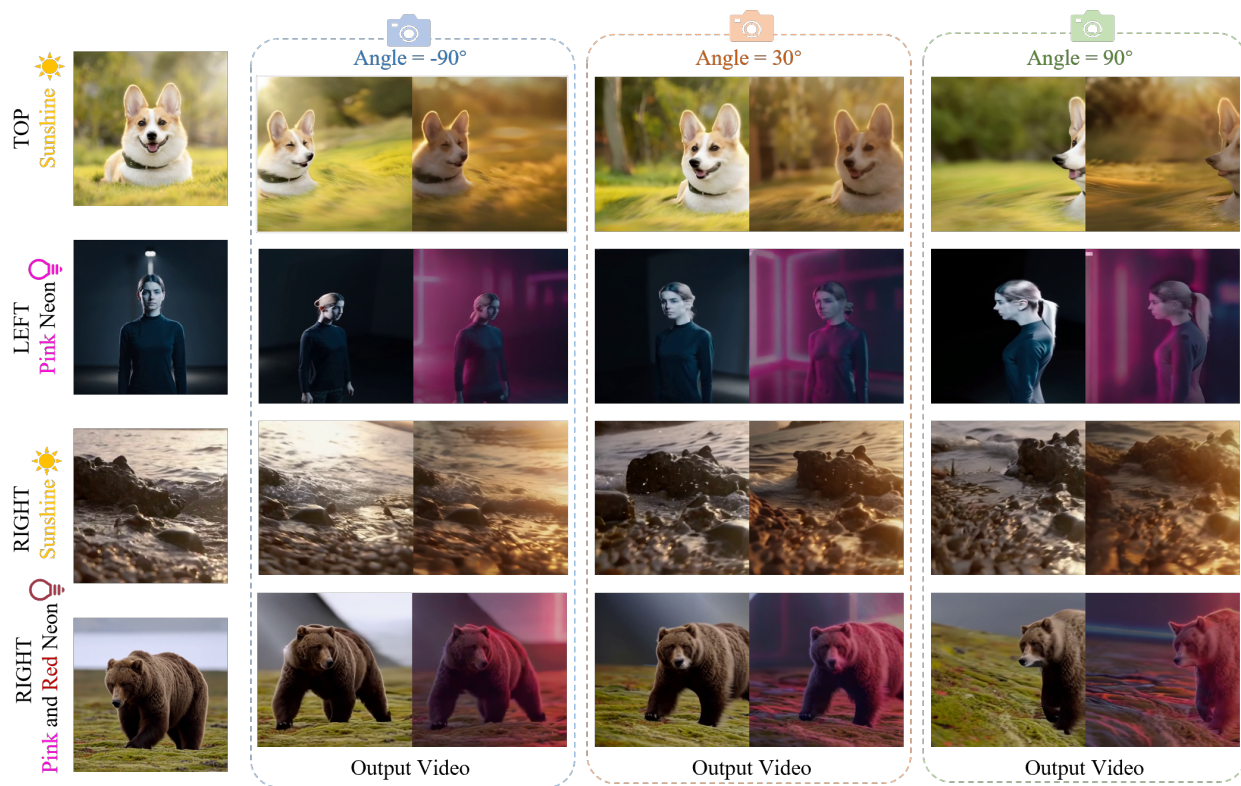 Angle = -90°
Angle = 30°
Angle = 90°
TOP
Sunshine
LEFT
Pink Neon
RIGHT
Sunshine
RIGHT
Pink and Red Neon
Output Video
Output Video
Output Video